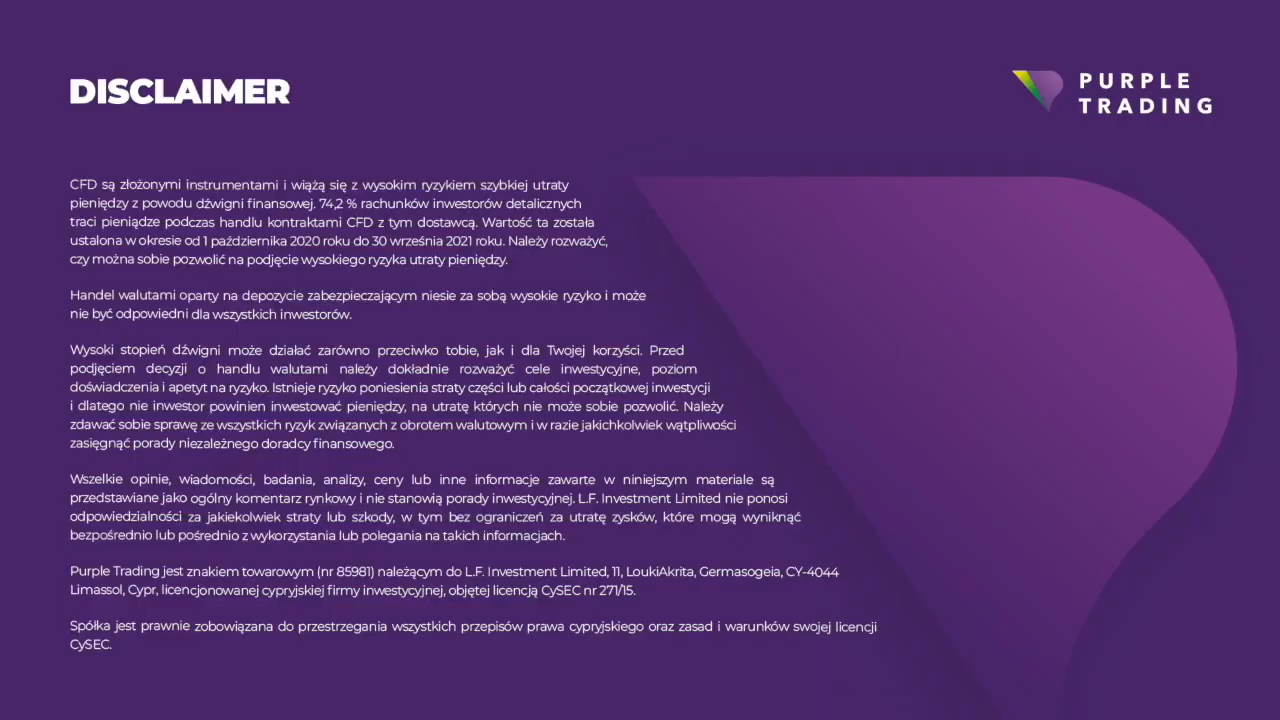 DISCLAIMER
PURPLE
TRADING
CFD są złożonymi instrumentami i wiążą się z wysokim ryzykiem szybkiej utraty
pieniędzy z powodu dźwigni finansowej. 74,2 % rachunków inwestorów detalicznych
traci pieniądze podczas handlu kontraktami CFD z tym dostawcą. Wartość ta została
ustalona w okresie od 1 października 2020 roku do 30 września 2021 roku. Należy rozważyć,
czy można sobie pozwolić na podjęcie wysokiego ryzyka utraty pieniędzy.
Handel walutami oparty na depozycie zabezpieczającym niesie za sobą wysokie ryzyko i może
nie być odpowiedni dla wszystkich inwestorów.
Wysoki stopień dźwigni może działać zarówno przeciwko tobie, jak i dla Twojej korzyści. Przed
podjęciem decyzji o handlu walutami należy dokładnie rozważyć cele inwestycyjne, poziom
doświadczenia i apetyt na ryzyko. Istnieje ryzyko poniesienia straty części lub całości początkowej inwestycji
i dlatego nie inwestor powinien inwestować pieniędzy, na utratę których nie może sobie pozwolić. Należy
zdawać sobie sprawę ze wszystkich ryzyk związanych z obrotem walutowym i w razie jakichkolwiek wątpliwości
zasięgnąć porady niezależnego doradcy finansowego.
Wszelkie opinie, wiadomości, badania, analizy, ceny lub inne informacje zawarte w niniejszym materiale są
przedstawiane jako ogólny komentarz rynkowy i nie stanowią porady inwestycyjnej. L.F. Investment Limited nie ponosi
odpowiedzialności za jakiekolwiek straty lub szkody, w tym bez ograniczeń za utratę zysków, które mogą wyniknąć
bezpośrednio lub pośrednio z wykorzystania lub polegania na takich informacjach.
Purple Trading jest znakiem towarowym (nr 85981) należącym do L.F. Investment Limited, 11, LoukiAkrita, Germasogeia, CY-4044
Limassol, Cypr, licencjonowanej cypryjskiej firmy inwestycyjnej, objętej licencją CySEC nr 271/15.
Spółka jest prawnie zobowiązana do przestrzegania wszystkich przepisów prawa cypryjskiego oraz zasad i warunków swojej licencji
CySEC.